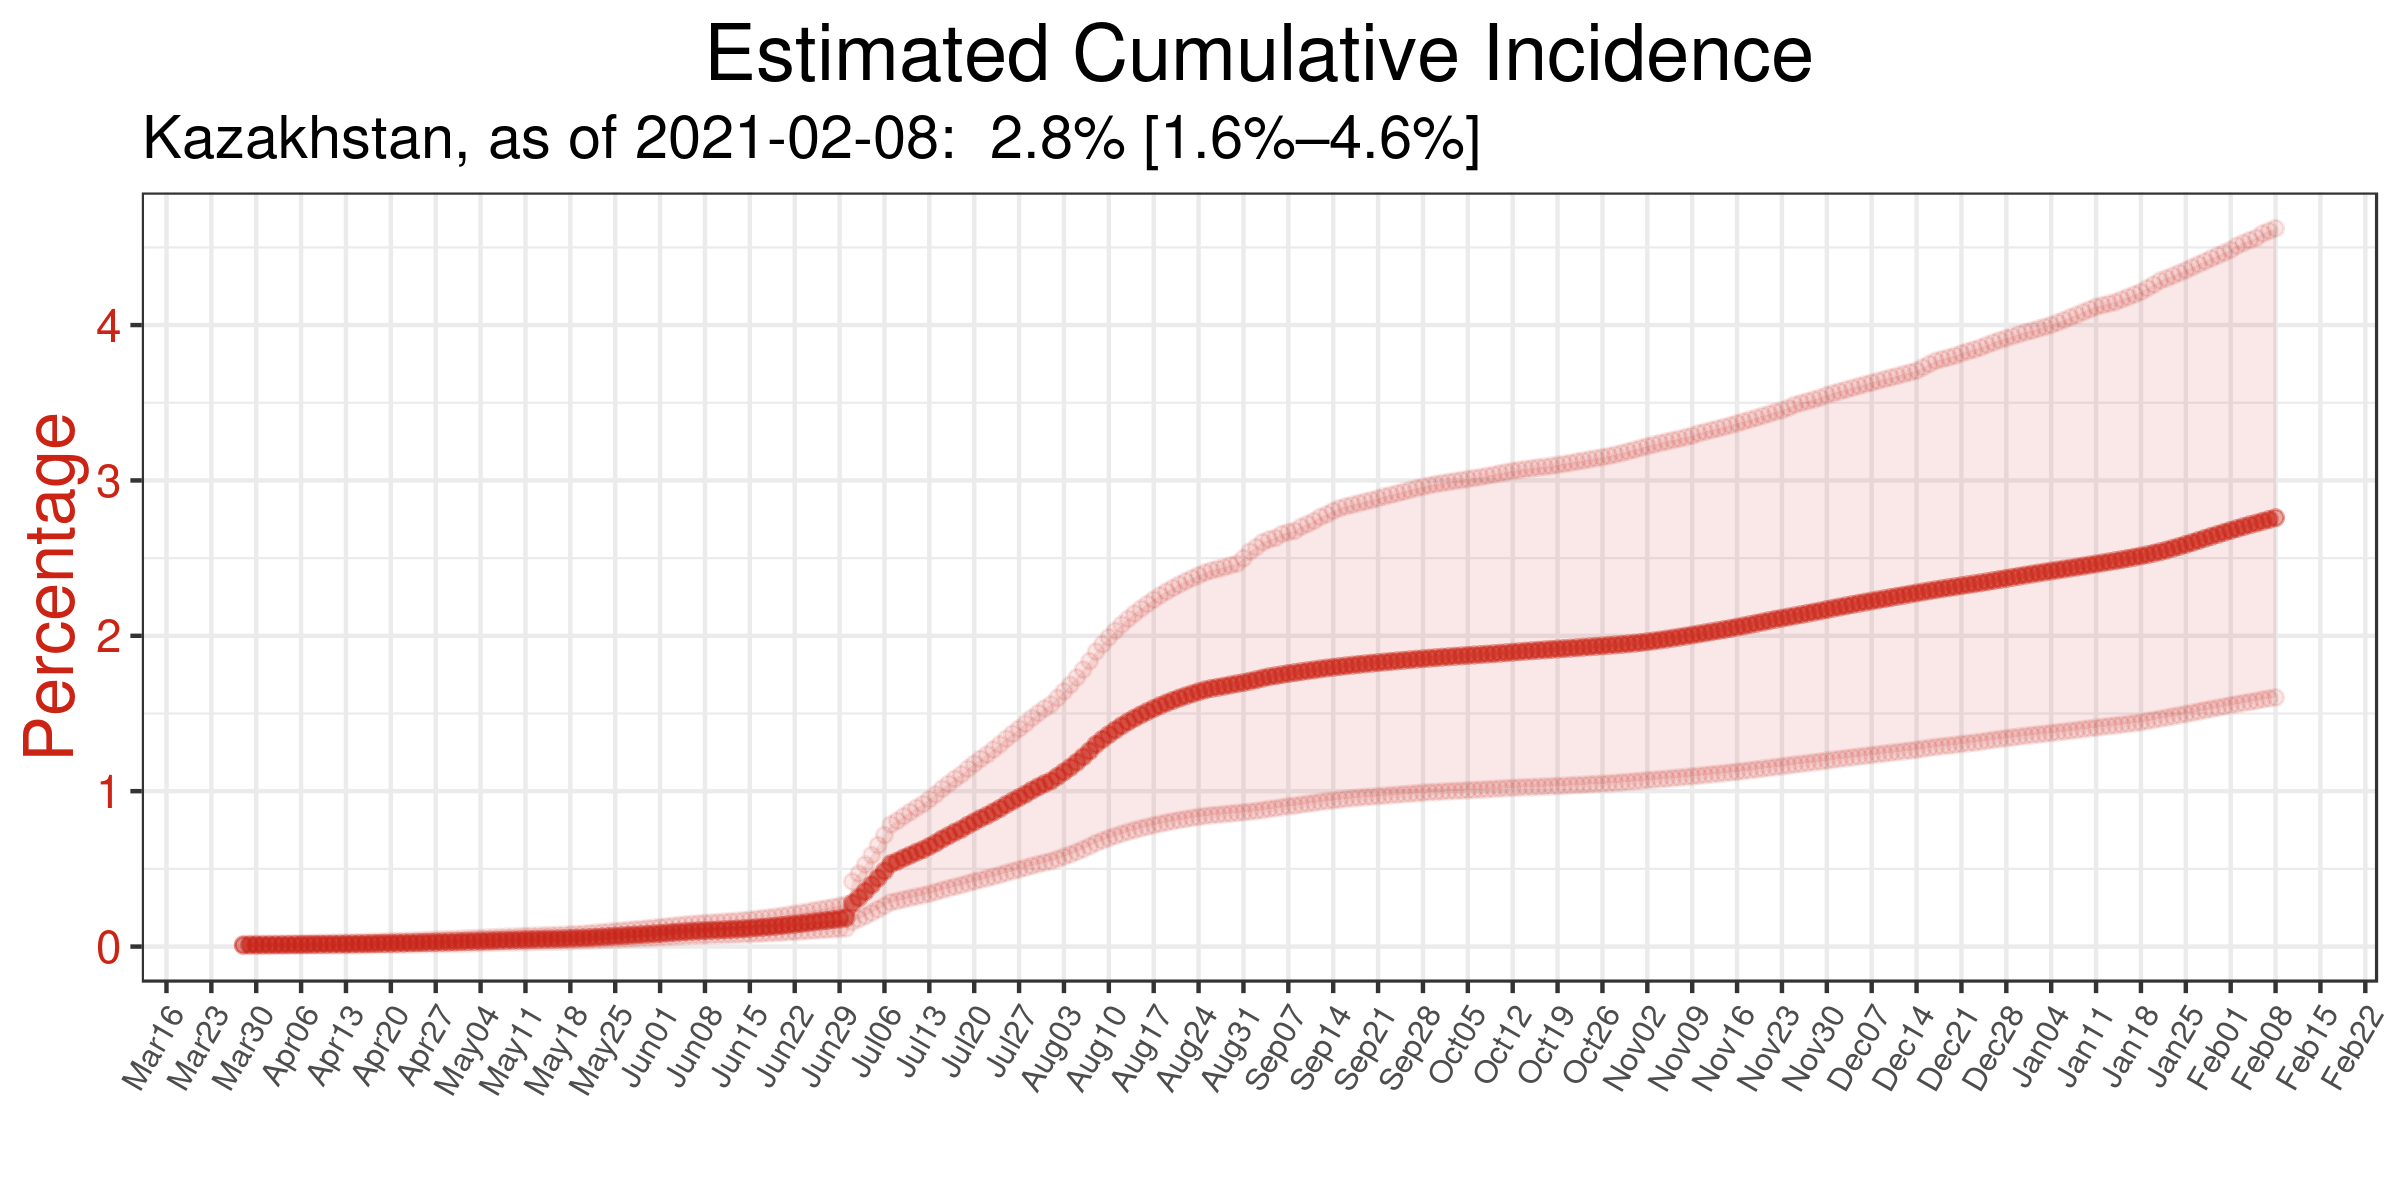 Estimated Cumulative Incidence
Kazakhstan, as of 2021-02-08:  2.8% [1.6%–4.6%]
Percentage
4
3
2
1
0
Mar16
Mar23
Mar30
Apr06
Apr13
Apr20
Apr27
May04
May11
May18
May25
Jun01
Jun08
Jun15
Jun22
Jun29
Jul06
Jul13
Jul20
Jul27
Aug03
Aug10
Aug17
Aug24
Aug31
Sep07
Sep14
Sep21
Sep28
Oct05
Oct12
Oct19
Oct26
Nov02
Nov09
Nov16
Nov23
Nov30
Dec07
Dec14
Dec21
Dec28
Jan04
Jan11
Jan18
Jan25
Feb01
Feb08
Feb15
Feb22